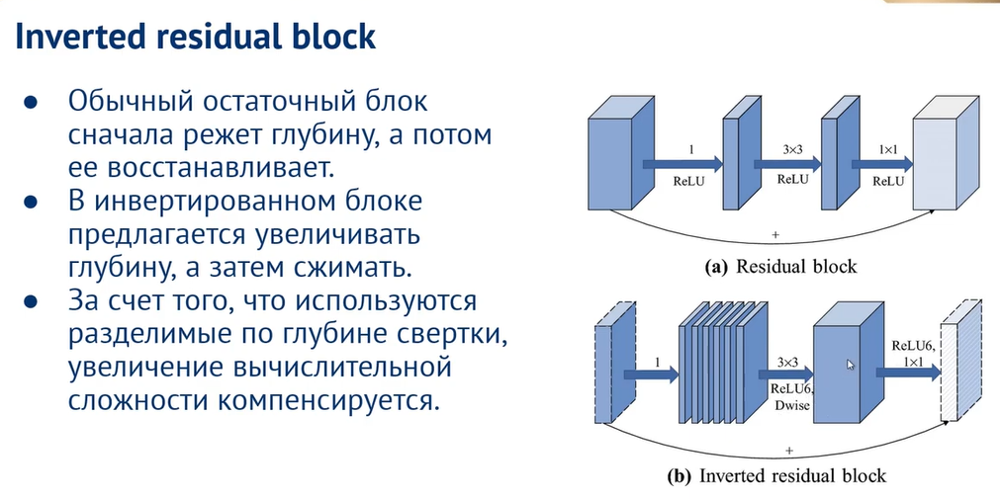 Inverted residual block
● Обычный остаточный блок
сначала режет глубину, а потом
ее восстанавливает.
● В инвертированном блоке
предлагается увеличивать
глубину, а затем сжимать.
● За счет того, что используются
разделимые по глубине свертки,
увеличение вычислительной
сложности компенсируется.
1
ReLU
3×3
ReLU
1×1
ReLU
+
(a) Residual block
1
3×3
ReLU6,
Dwise
ReLU6,
1×1
+
(b) Inverted residual block